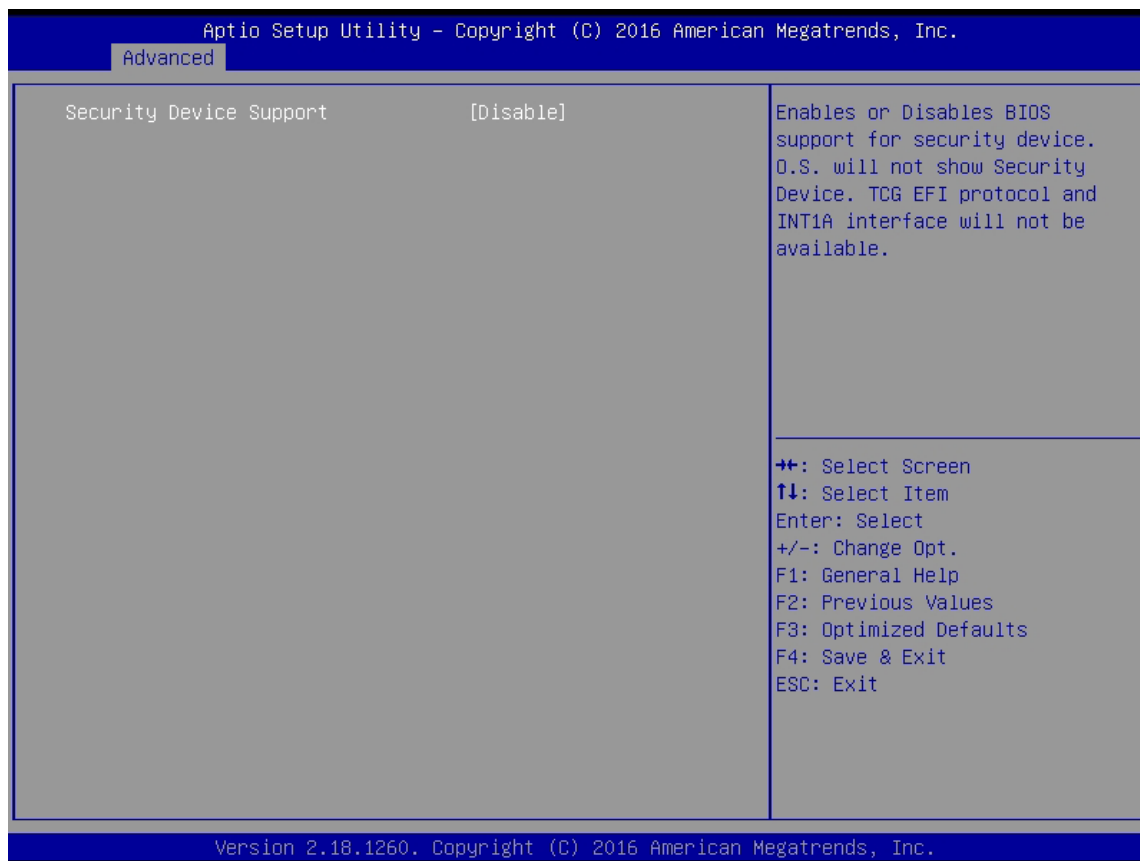 Aptio Setup Utility – Copyright (C) 2016 American Megatrends, Inc.
Advanced
Security Device Support [Disable]
Enables or Disables BIOS
support for security device.
O.S. will not show Security
Device. TCG EFI protocol and
INT1A interface will not be
available.
→←: Select Screen
↑↓: Select Item
Enter: Select
+/-: Change Opt.
F1: General Help
F2: Previous Values
F3: Optimized Defaults
F4: Save & Exit
ESC: Exit
Version 2.18.1260. Copyright (C) 2016 American Megatrends, Inc.